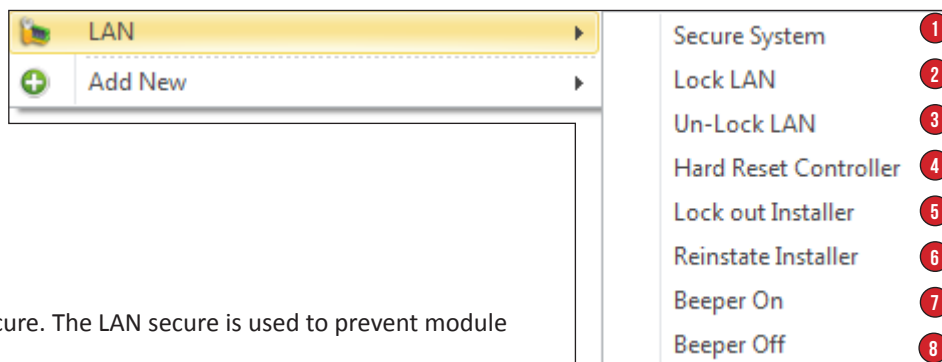 LAN
Add New
Secure System 1
Lock LAN 2
Un-Lock LAN 3
Hard Reset Controller 4
Lock out Installer 5
Reinstate Installer 6
Beeper On 7
Beeper Off 8
The LAN secure is used to prevent module